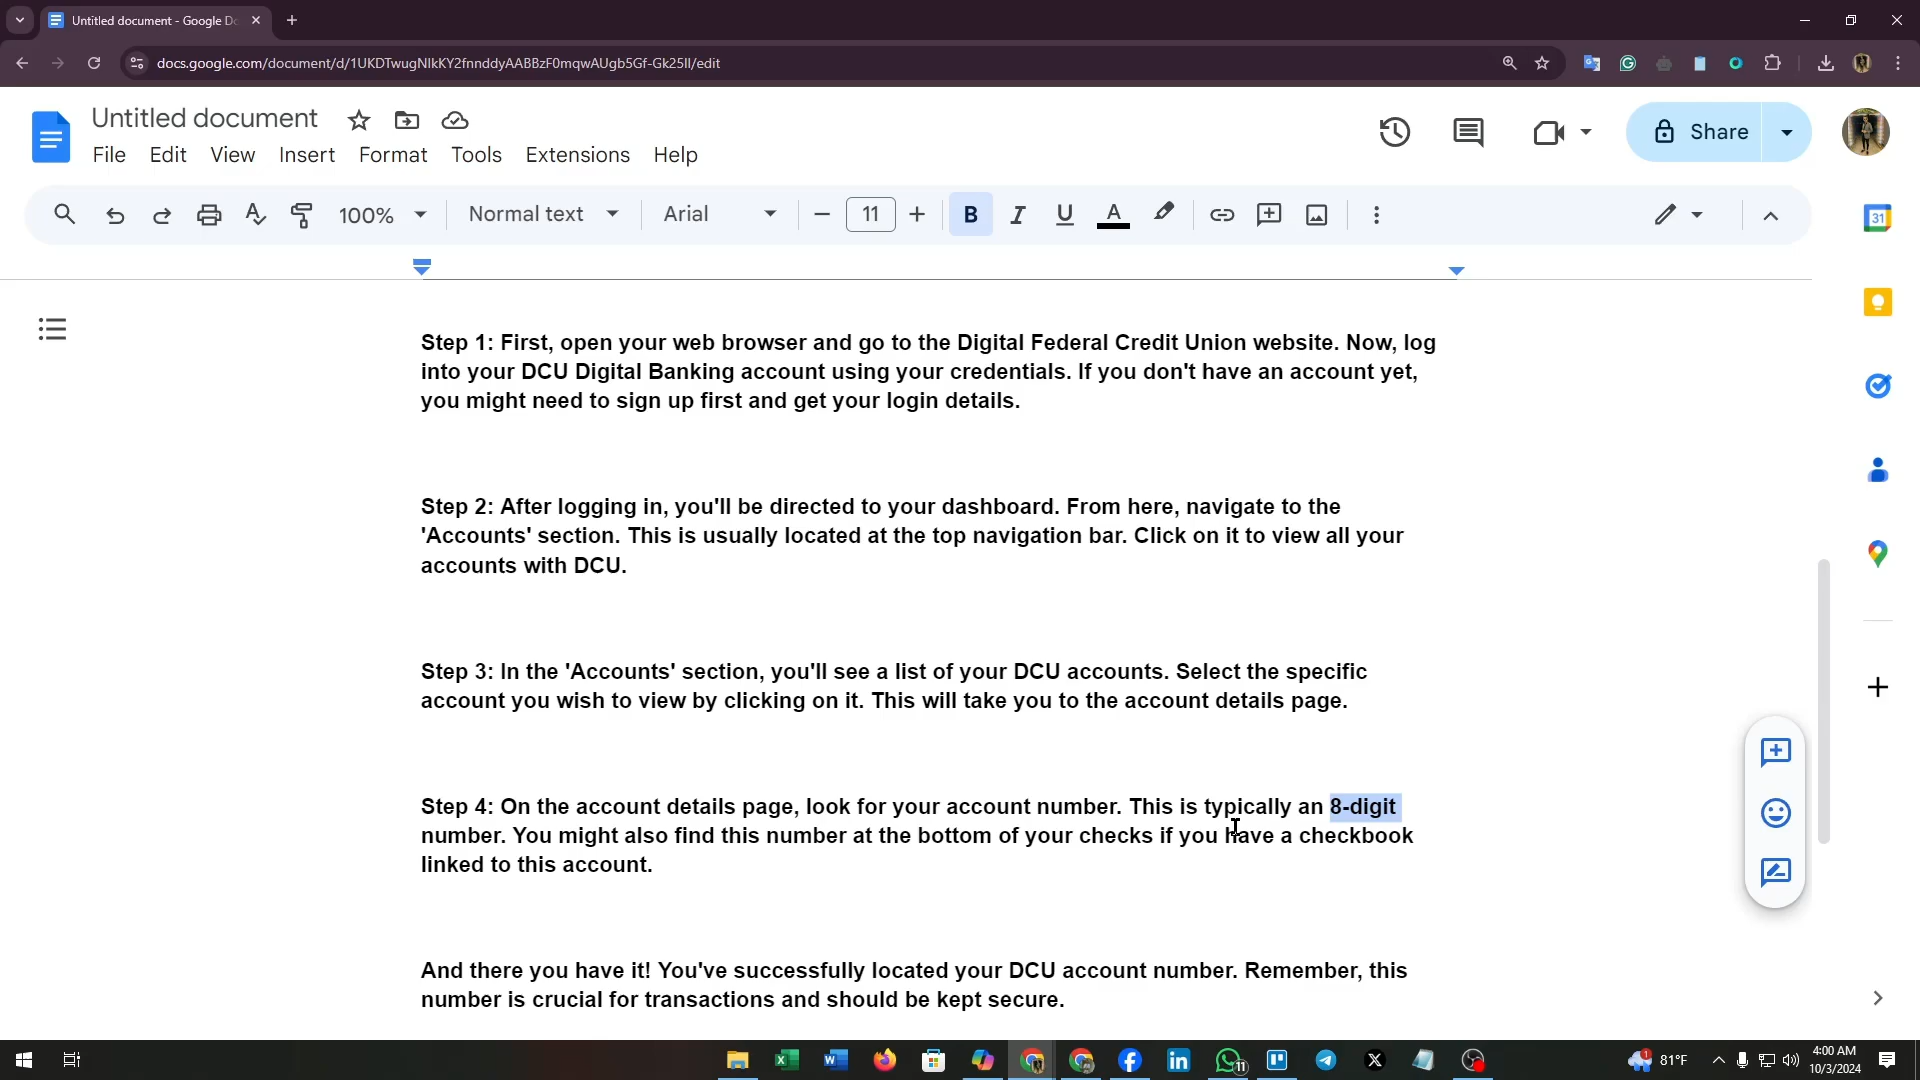 Untitled document - Google Do
docs.google.com/document/d/1UKDTwugNlkKY2fnnddyAABBzF0mqwAUgb5Gf-Gk25lI/edit
Untitled document
File Edit View Insert Format Tools Extensions Help
Share
100% Normal text Arial 11 B I U A
31
Step 1: First, open your web browser and go to the Digital Federal Credit Union website. Now, log
into your DCU Digital Banking account using your credentials. If you don't have an account yet,
you might need to sign up first and get your login details.
Step 2: After logging in, you'll be directed to your dashboard. From here, navigate to the
'Accounts' section. This is usually located at the top navigation bar. Click on it to view all your
accounts with DCU.
Step 3: In the 'Accounts' section, you'll see a list of your DCU accounts. Select the specific
account you wish to view by clicking on it. This will take you to the account details page.
Step 4: On the account details page, look for your account number. This is typically an 8-digit
number. You might also find this number at the bottom of your checks if you have a checkbook
linked to this account.
And there you have it! You've successfully located your DCU account number. Remember, this
number is crucial for transactions and should be kept secure.
11
1
81°F
4:00 AM
10/3/2024